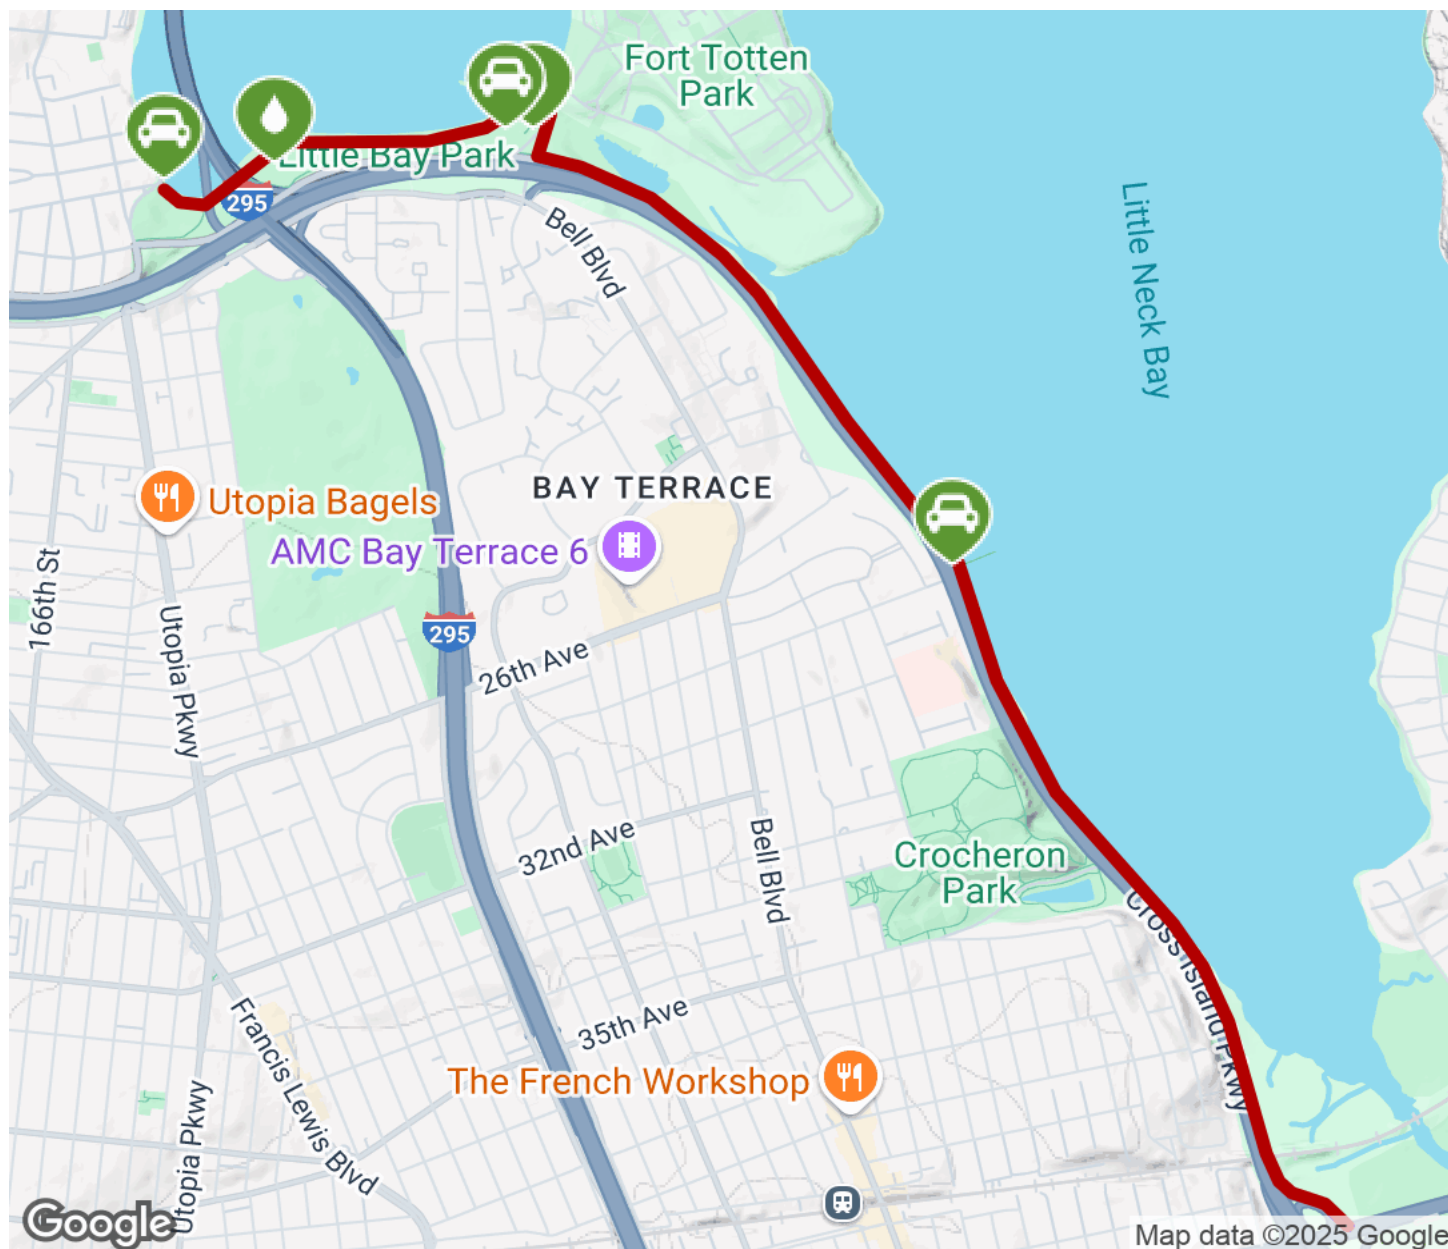 Fort Totten
Park
Little Bay Park
295
Bell Blvd
Little Neck Bay
BAY TERRACE
Utopia Bagels
AMC Bay Terrace 6
166th St
Utopia Pkwy
295
26th Ave
32nd Ave
Bell Blvd
Crocheron
Park
Cross Island Pkwy
35th Ave
Francis Lewis Blvd
The French Workshop
Utopia Pkwy
Google
Map data ©2025 Google